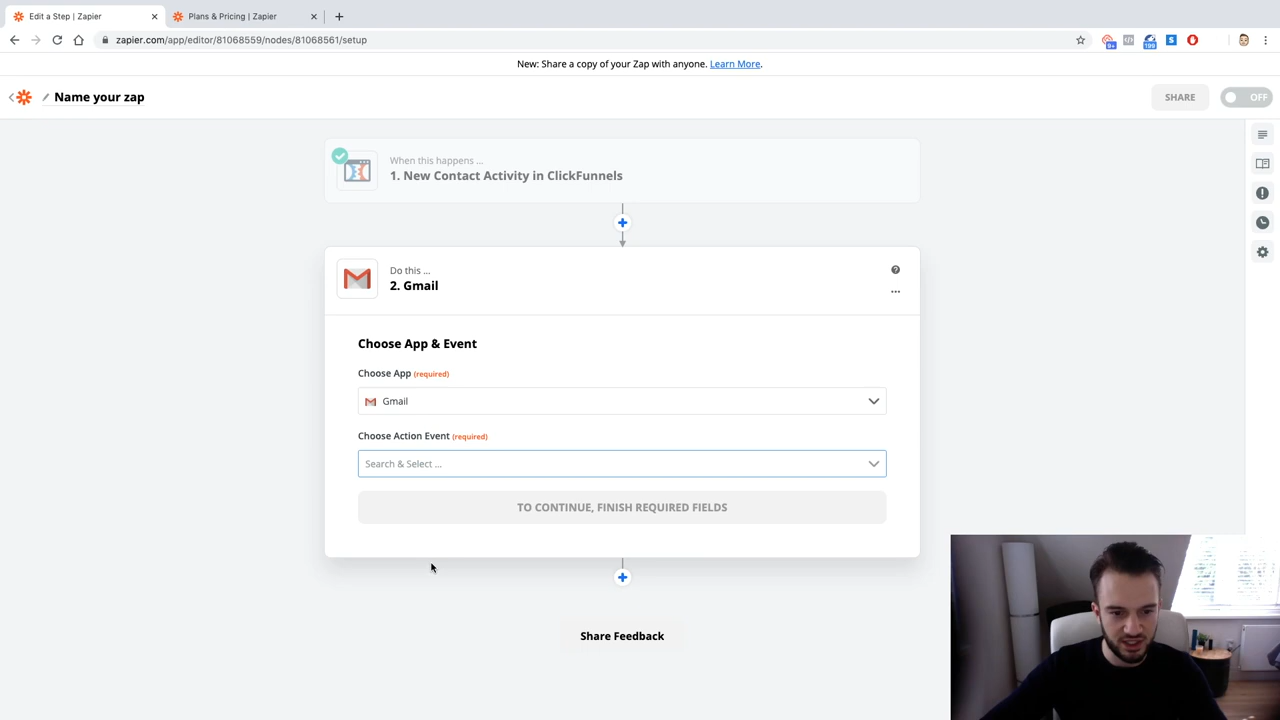 Edit a Step | Zapier
Plans & Pricing | Zapier
zapier.com/app/editor/81068559/nodes/81068561/setup
9+
199
New: Share a copy of your Zap with anyone. Learn More.
Name your zap
SHARE
OFF
When this happens ...
1. New Contact Activity in ClickFunnels
Do this ...
2. Gmail
Choose App & Event
Choose App (required)
Gmail
Choose Action Event (required)
Search & Select ...
TO CONTINUE, FINISH REQUIRED FIELDS
Share Feedback